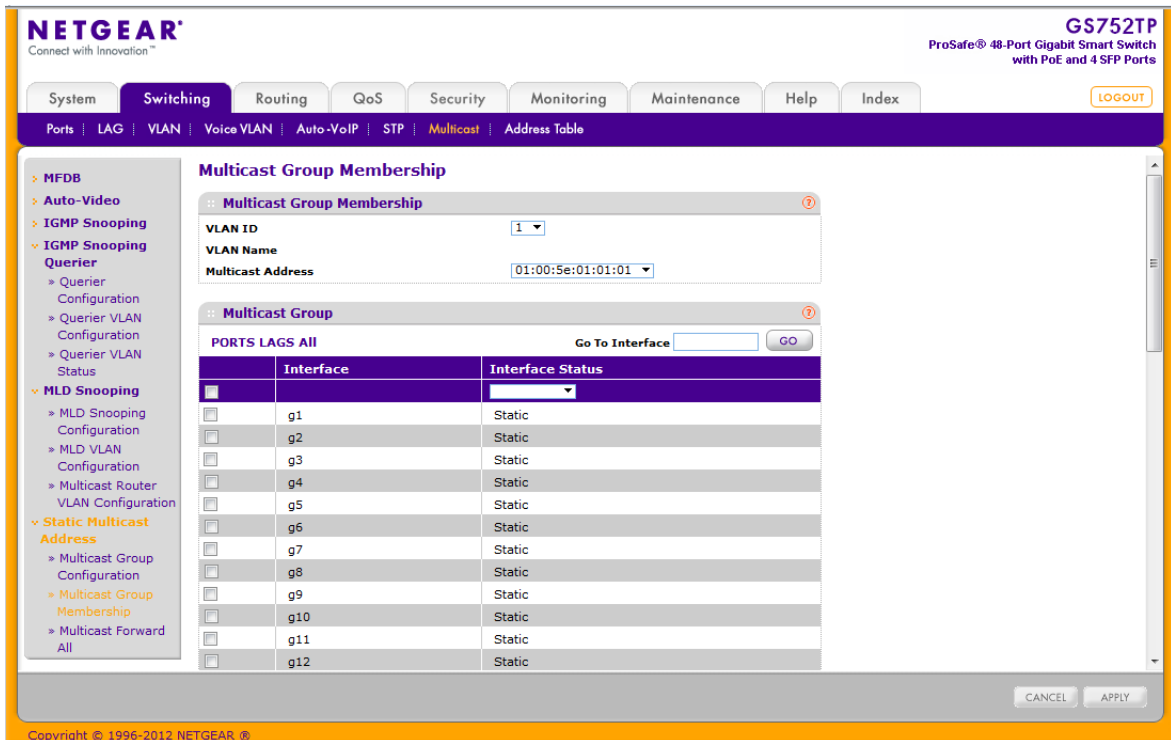 NETGEAR®
Connect with Innovation™
GS752TP
ProSafe® 48-Port Gigabit Smart Switch
with PoE and 4 SFP Ports
System Switching Routing QoS Security Monitoring Maintenance Help Index LOGOUT
Ports LAG VLAN Voice VLAN Auto-VoIP STP Multicast Address Table
MFDB
Auto-Video
IGMP Snooping
IGMP Snooping
Querier
» Querier
Configuration
» Querier VLAN
Configuration
» Querier VLAN
Status
MLD Snooping
» MLD Snooping
Configuration
» MLD VLAN
Configuration
» Multicast Router
VLAN Configuration
Static Multicast
Address
» Multicast Group
Configuration
» Multicast Group
Membership
» Multicast Forward
All
Multicast Group Membership
Multicast Group Membership ?
VLAN ID 1
VLAN Name
Multicast Address 01:00:5e:01:01:01
Multicast Group ?
PORTS LAGS All Go To Interface GO
Interface Interface Status
g1 Static
g2 Static
g3 Static
g4 Static
g5 Static
g6 Static
g7 Static
g8 Static
g9 Static
g10 Static
g11 Static
g12 Static
CANCEL APPLY
Copyright © 1996-2012 NETGEAR ®